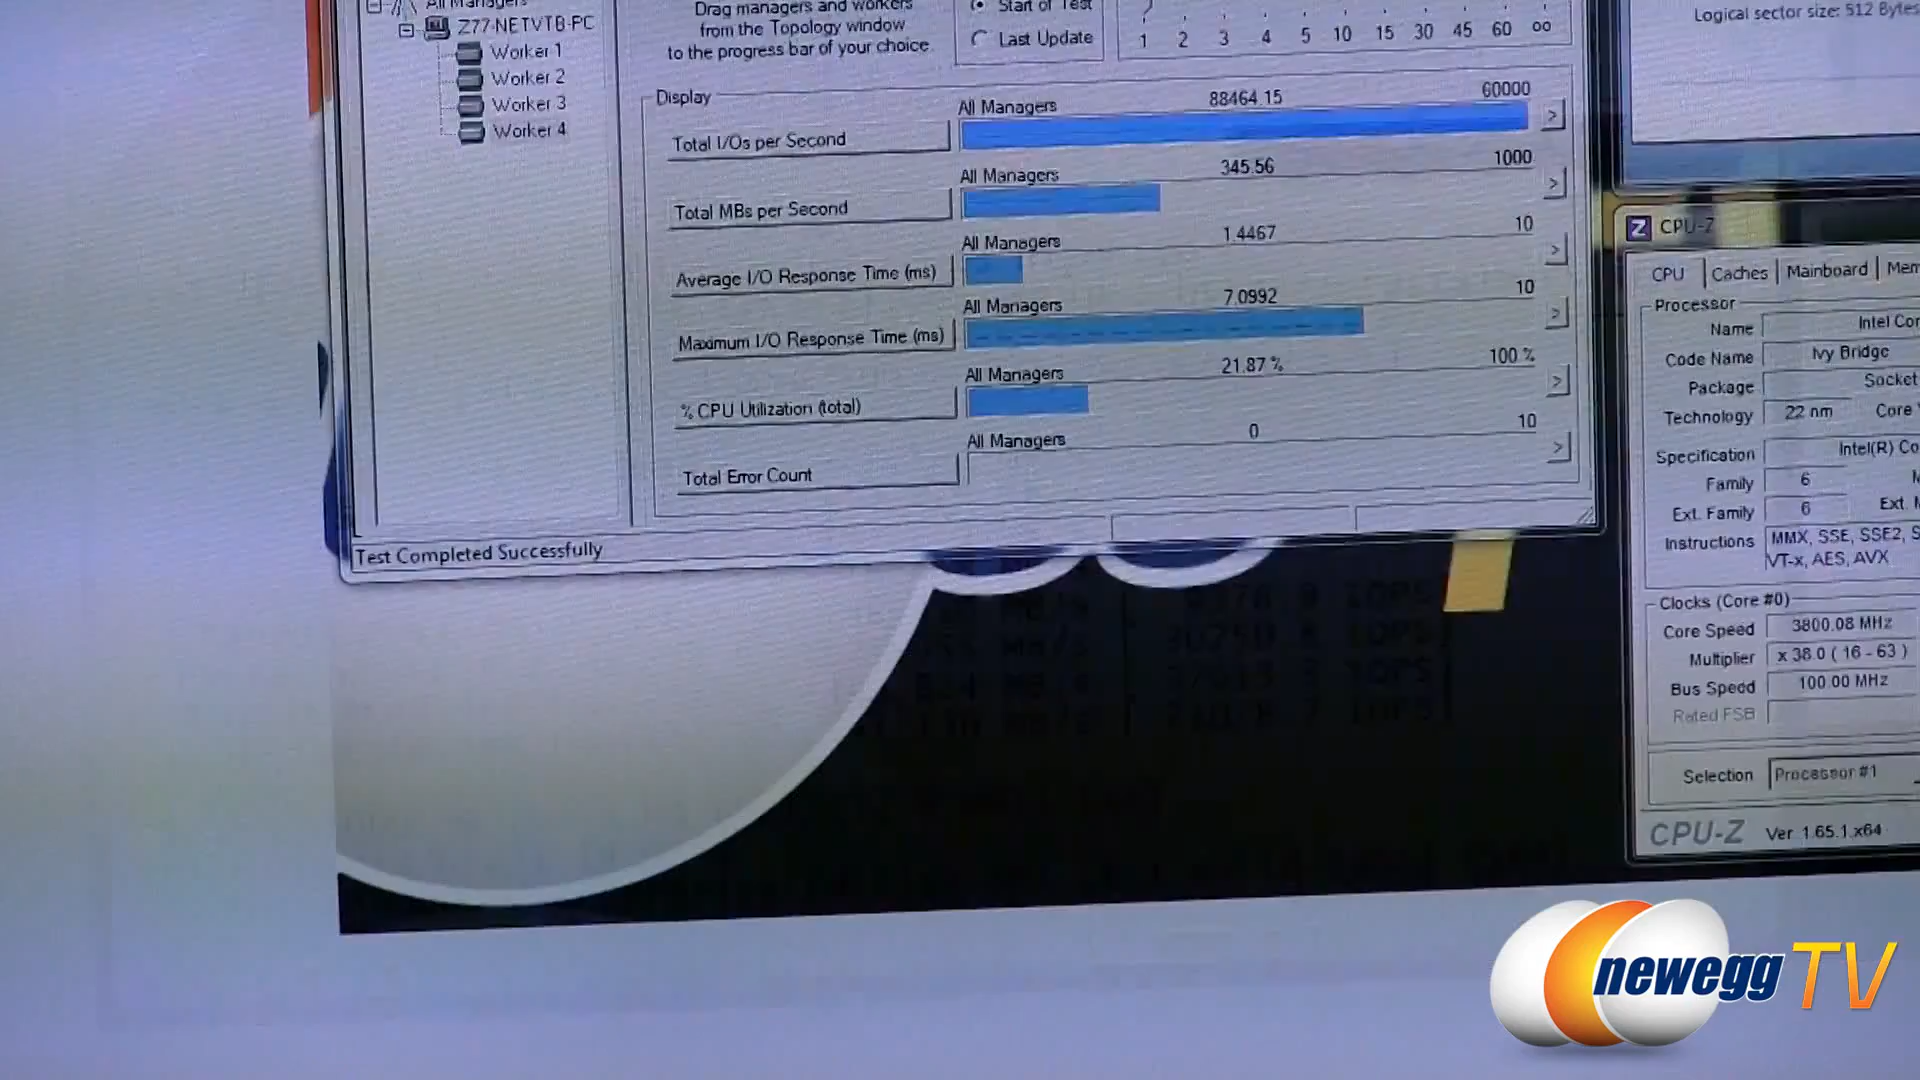 All Managers
Z77-NETVTB-PC
Worker 1
Worker 2
Worker 3
Worker 4
Drag managers and workers
from the Topology window
to the progress bar of your choice.
Start of Test
Last Update
1 2 3 4 5 10 15 30 45 60 oo
Display
Total I/Os per Second
All Managers 88464.15 60000
>
Total MBs per Second
All Managers 345.56 1000
>
Average I/O Response Time (ms)
All Managers 1.4467 10
>
Maximum I/O Response Time (ms)
All Managers 7.0992 10
>
% CPU Utilization (total)
All Managers 21.87 % 100 %
>
Total Error Count
All Managers 0 10
>
Test Completed Successfully
Logical sector size: 512 Bytes
Z CPU-Z
CPU Caches Mainboard Mem
Processor
Name Intel Cor
Code Name Ivy Bridge
Package Socket
Technology 22 nm Core
Specification Intel(R) Co
Family 6
Ext. Family 6 Ext.
Instructions MMX, SSE, SSE2, S
VT-x, AES, AVX
Clocks (Core #0)
Core Speed 3800.08 MHz
Multiplier x 38.0 ( 16 - 63 )
Bus Speed 100.00 MHz
Rated FSB
Selection Processor #1
CPU-Z Ver. 1.65.1.x64
newegg TV